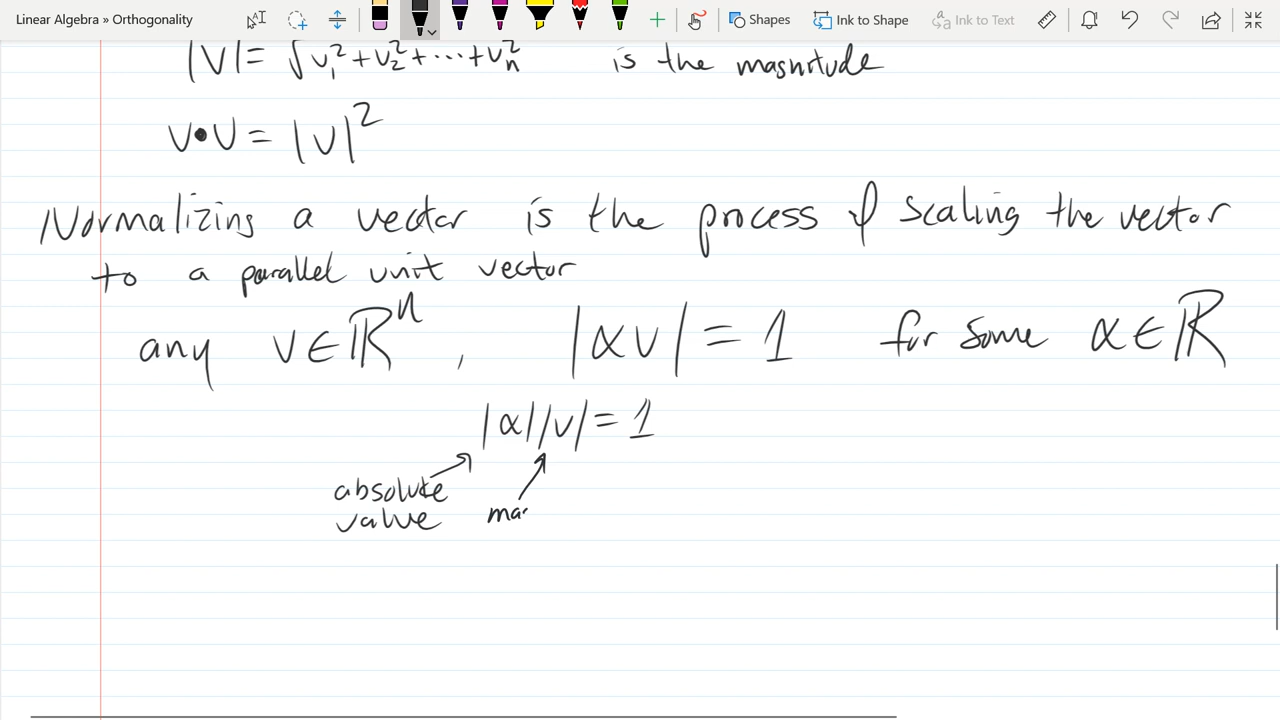 Linear Algebra » Orthogonality
Shapes
Ink to Shape
Ink to Text
|V| = √v₁² + v₂² + ⋯ + vₙ² is the magnitude
V•V = |V|²
Normalizing a vector is the process of scaling the vector
to a parallel unit vector
any v∈ℝⁿ, |αv| = 1 for some α∈ℝ
|α||v| = 1
absolute
value ma